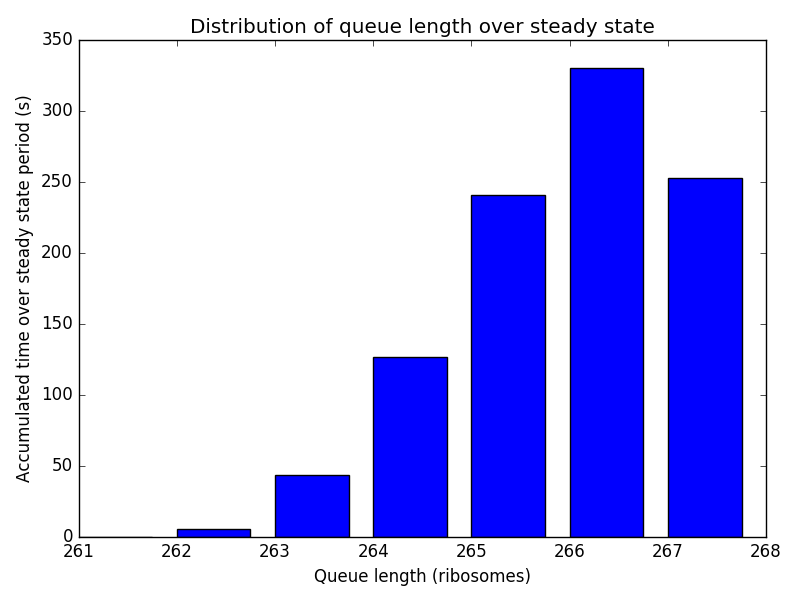 Distribution of queue length over steady state
Accumulated time over steady state period (s)
350
300
250
200
150
100
50
0
261 262 263 264 265 266 267 268
Queue length (ribosomes)